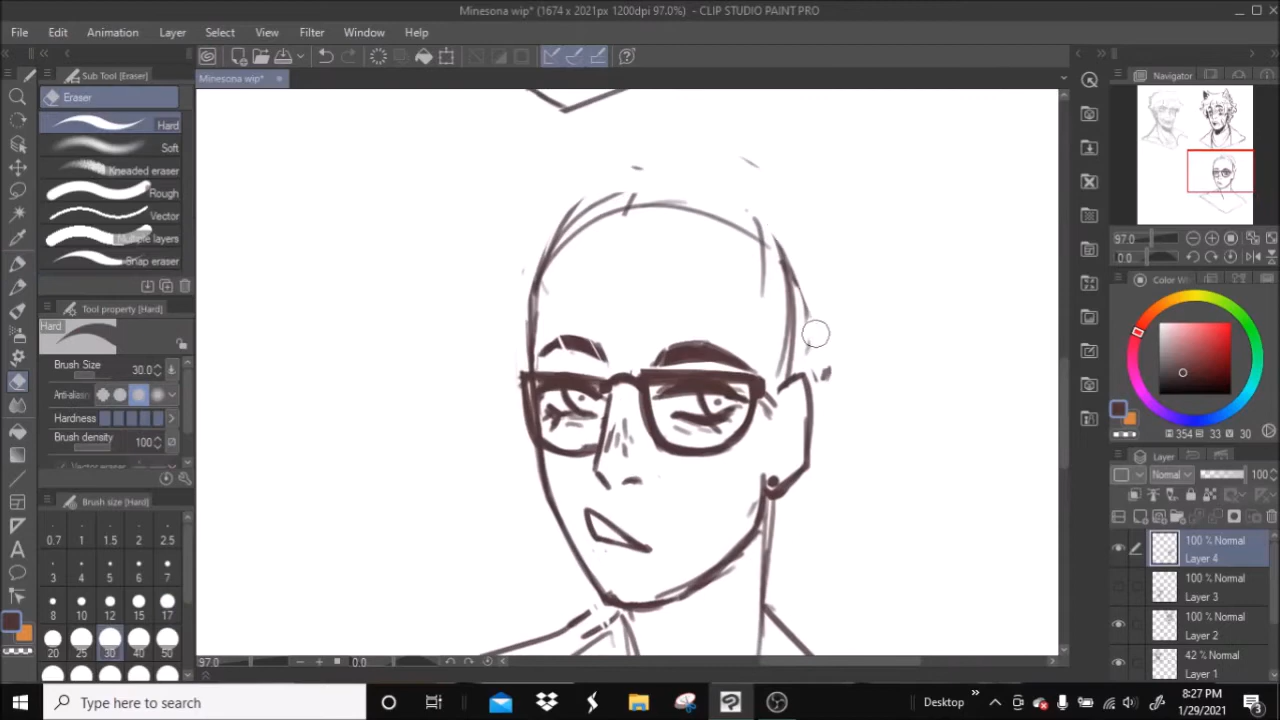 Minesona wip* (1674 x 2021px 1200dpi 97.0%) - CLIP STUDIO PAINT PRO
File Edit Animation Layer Select View Filter Window Help
Sub Tool [Eraser]
Minesona wip*
Navigator
Eraser
Hard
Soft
Kneaded eraser
Rough
Vector
Multiple layers
Snap eraser
97.0
0.0
Tool property [Hard]
Hard
Brush Size 30.0
Anti-aliasing
Hardness
Brush density 100
Color W
354 33 30
Layer
Normal 100
Brush size [Hard]
0.7 1 1.5 2 2.5
3 4 5 6 7
8 10 12 15 17
20 25 30 40 50
100 % Normal
Layer 4
100 % Normal
Layer 3
100 % Normal
Layer 2
42 % Normal
Layer 1
97.0 0.0
Type here to search
Desktop
8:27 PM
1/29/2021
3